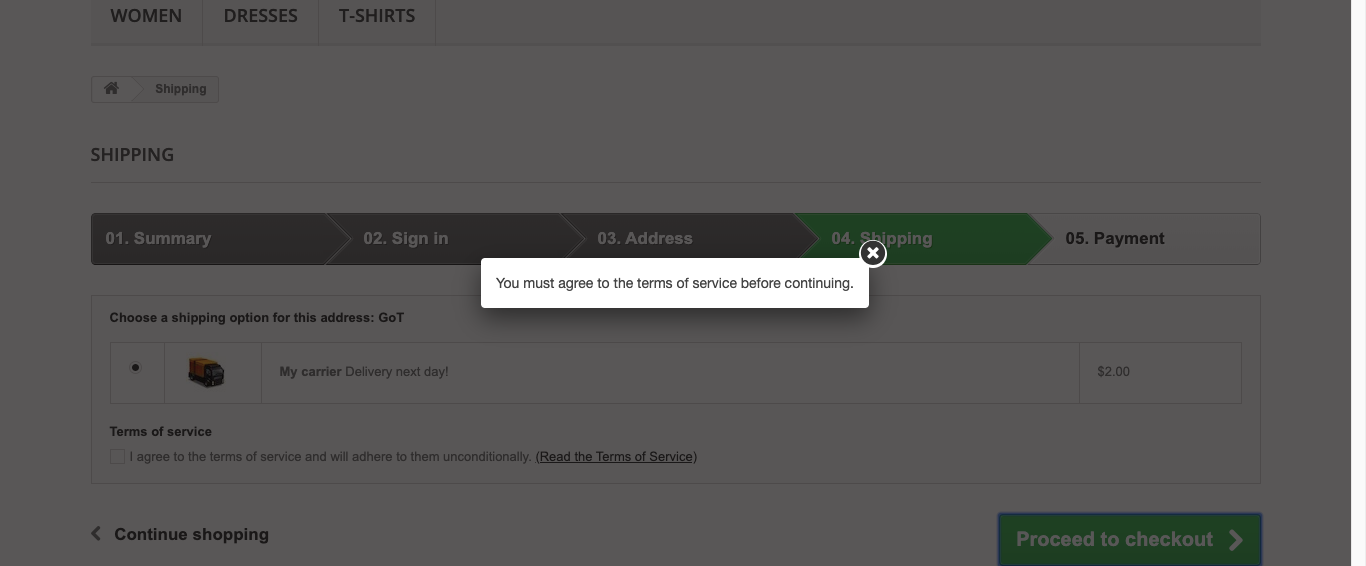 WOMEN DRESSES T-SHIRTS
Shipping
SHIPPING
01. Summary 02. Sign in 03. Address 04. Shipping 05. Payment
You must agree to the terms of service before continuing.
Choose a shipping option for this address: GoT
My carrier Delivery next day! $2.00
Terms of service
I agree to the terms of service and will adhere to them unconditionally. (Read the Terms of Service)
Continue shopping Proceed to checkout